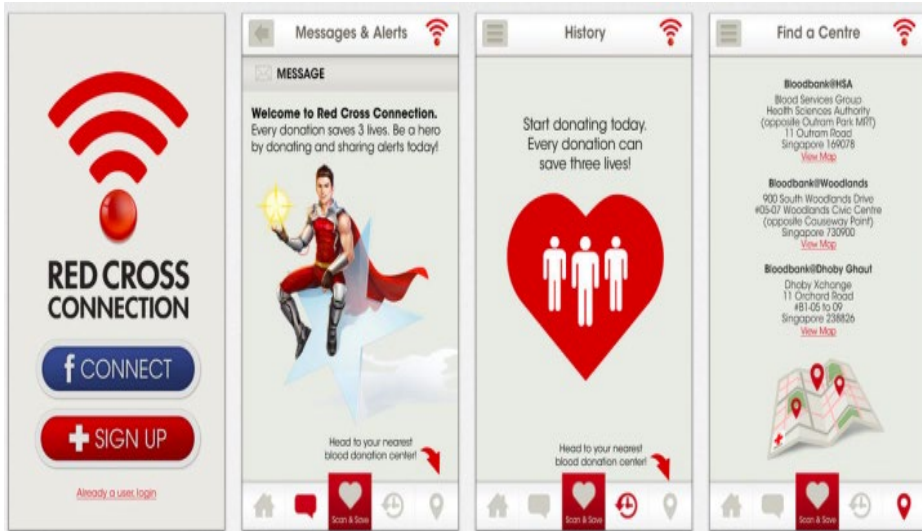 RED CROSS
CONNECTION
f CONNECT
SIGN UP
Already a user, login
Messages & Alerts
MESSAGE
Welcome to Red Cross Connection.
Every donation saves 3 lives. Be a hero
by donating and sharing alerts today!
Head to your nearest
blood donation center!
Scan & Save
History
Start donating today.
Every donation can
save three lives!
Head to your nearest
blood donation center!
Scan & Save
Find a Centre
Bloodbank@HSA
Blood Services Group
Health Sciences Authority
(opposite Outram Park MRT)
11 Outram Road
Singapore 169078
View Map
Bloodbank@Woodlands
900 South Woodlands Drive
#05-07 Woodlands Civic Centre
(opposite Causeway Point)
Singapore 730900
View Map
Bloodbank@Dhoby Ghaut
Dhoby Xchange
11 Orchard Road
#B1-05 to 09
Singapore 238826
View Map
Scan & Save